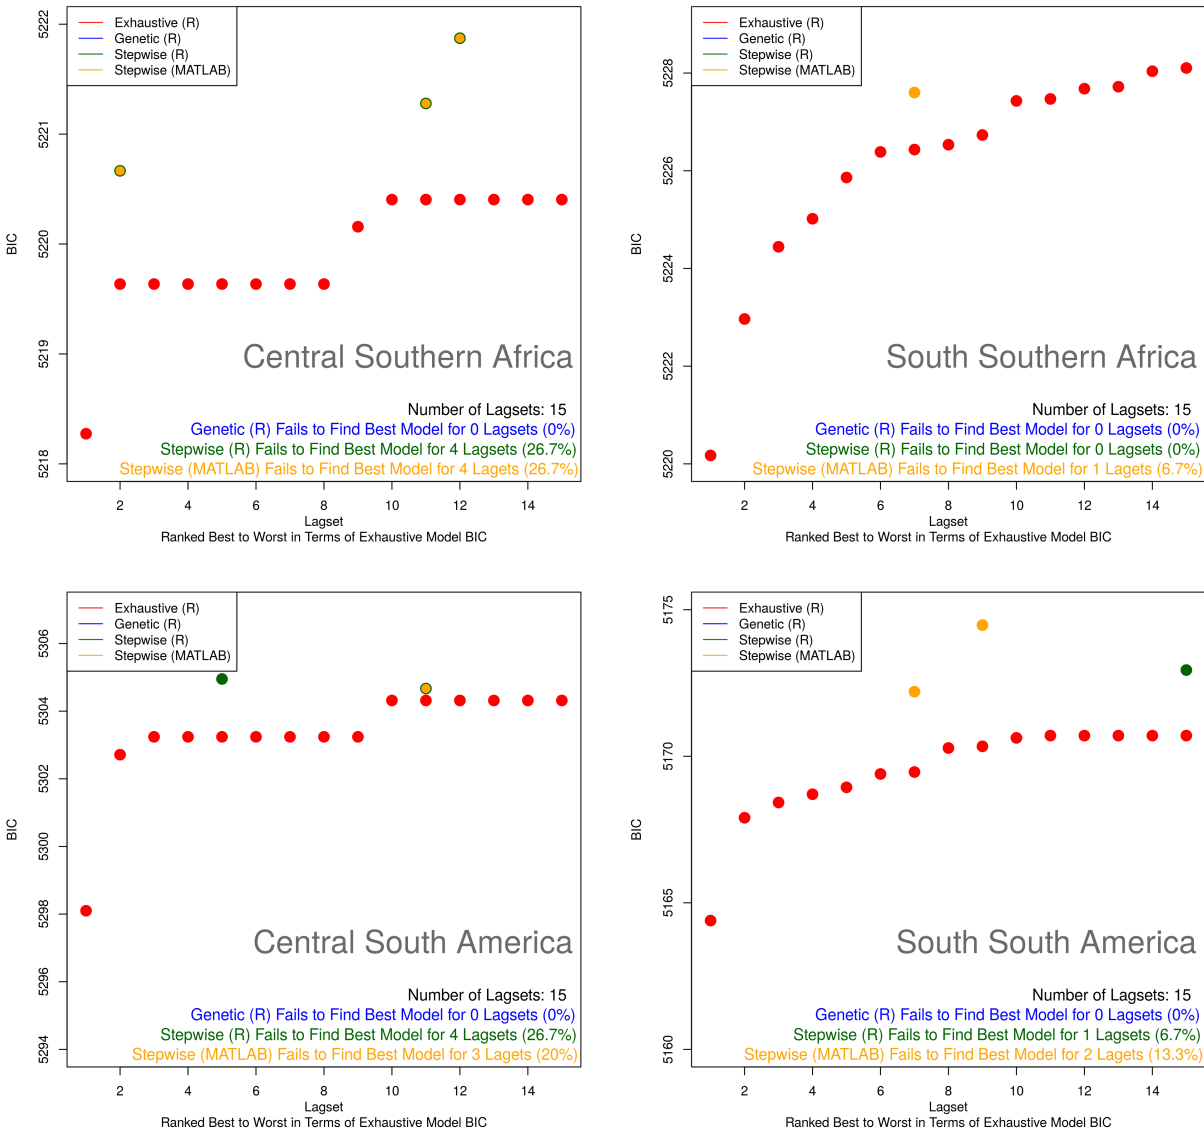 Exhaustive (R)
Genetic (R)
Stepwise (R)
Stepwise (MATLAB)
5222
5221
5220
5219
5218
BIC
Central Southern Africa
Number of Lagsets: 15
Genetic (R) Fails to Find Best Model for 0 Lagsets (0%)
Stepwise (R) Fails to Find Best Model for 4 Lagsets (26.7%)
Stepwise (MATLAB) Fails to Find Best Model for 4 Lagets (26.7%)
2 4 6 8 10 12 14
Lagset
Ranked Best to Worst in Terms of Exhaustive Model BIC
Exhaustive (R)
Genetic (R)
Stepwise (R)
Stepwise (MATLAB)
5228
5226
5224
5222
5220
BIC
South Southern Africa
Number of Lagsets: 15
Genetic (R) Fails to Find Best Model for 0 Lagsets (0%)
Stepwise (R) Fails to Find Best Model for 0 Lagsets (0%)
Stepwise (MATLAB) Fails to Find Best Model for 1 Lagets (6.7%)
2 4 6 8 10 12 14
Lagset
Ranked Best to Worst in Terms of Exhaustive Model BIC
Exhaustive (R)
Genetic (R)
Stepwise (R)
Stepwise (MATLAB)
5306
5304
5302
5300
5298
5296
5294
BIC
Central South America
Number of Lagsets: 15
Genetic (R) Fails to Find Best Model for 0 Lagsets (0%)
Stepwise (R) Fails to Find Best Model for 4 Lagsets (26.7%)
Stepwise (MATLAB) Fails to Find Best Model for 3 Lagets (20%)
2 4 6 8 10 12 14
Lagset
Ranked Best to Worst in Terms of Exhaustive Model BIC
Exhaustive (R)
Genetic (R)
Stepwise (R)
Stepwise (MATLAB)
5175
5170
5165
5160
BIC
South South America
Number of Lagsets: 15
Genetic (R) Fails to Find Best Model for 0 Lagsets (0%)
Stepwise (R) Fails to Find Best Model for 1 Lagsets (6.7%)
Stepwise (MATLAB) Fails to Find Best Model for 2 Lagets (13.3%)
2 4 6 8 10 12 14
Lagset
Ranked Best to Worst in Terms of Exhaustive Model BIC